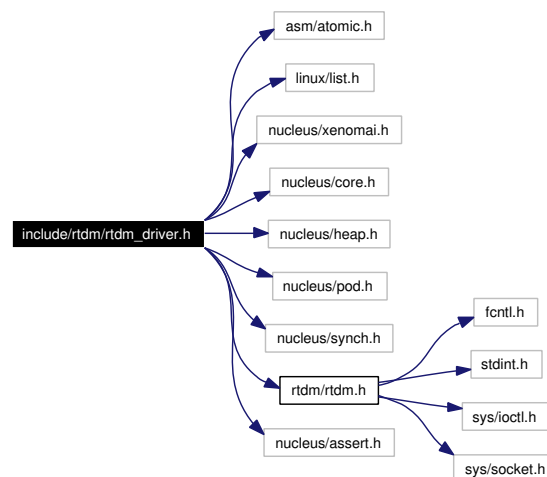 include/rtdm/rtdm_driver.h
asm/atomic.h
linux/list.h
nucleus/xenomai.h
nucleus/core.h
nucleus/heap.h
nucleus/pod.h
nucleus/synch.h
rtdm/rtdm.h
nucleus/assert.h
fcntl.h
stdint.h
sys/ioctl.h
sys/socket.h